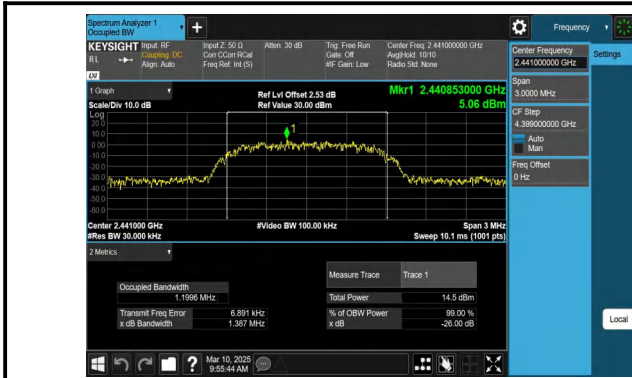 Spectrum Analyzer 1
Occupied BW
+
Frequency
KEYSIGHT Input: RF
Input Z: 50 Ω
Atten: 30 dB
Trig: Free Run
Center Freq: 2.441000000 GHz
RL
Coupling: DC
Corr CCorr RCal
Gate: Off
Avg|Hold: 10/10
Align: Auto
Freq Ref: Int (S)
#IF Gain: Low
Radio Std: None
LXI
Center Frequency
2.441000000 GHz
Settings
Span
3.0000 MHz
CF Step
4.399000000 GHz
Auto
Man
Freq Offset
0 Hz
Local
1 Graph
Ref Lvl Offset 2.53 dB
Mkr1 2.440853000 GHz
Scale/Div 10.0 dB
Ref Value 30.00 dBm
5.06 dBm
Log
20.0
10.0
0.00
-10.0
-20.0
-30.0
-40.0
-50.0
-60.0
1
Center 2.441000 GHz
#Video BW 100.00 kHz
Span 3 MHz
#Res BW 30.000 kHz
Sweep 10.1 ms (1001 pts)
2 Metrics
Measure Trace
Trace 1
Occupied Bandwidth
1.1996 MHz
Total Power
14.5 dBm
Transmit Freq Error
6.891 kHz
% of OBW Power
99.00 %
x dB Bandwidth
1.387 MHz
x dB
-26.00 dB
?
Mar 10, 2025
9:55:44 AM